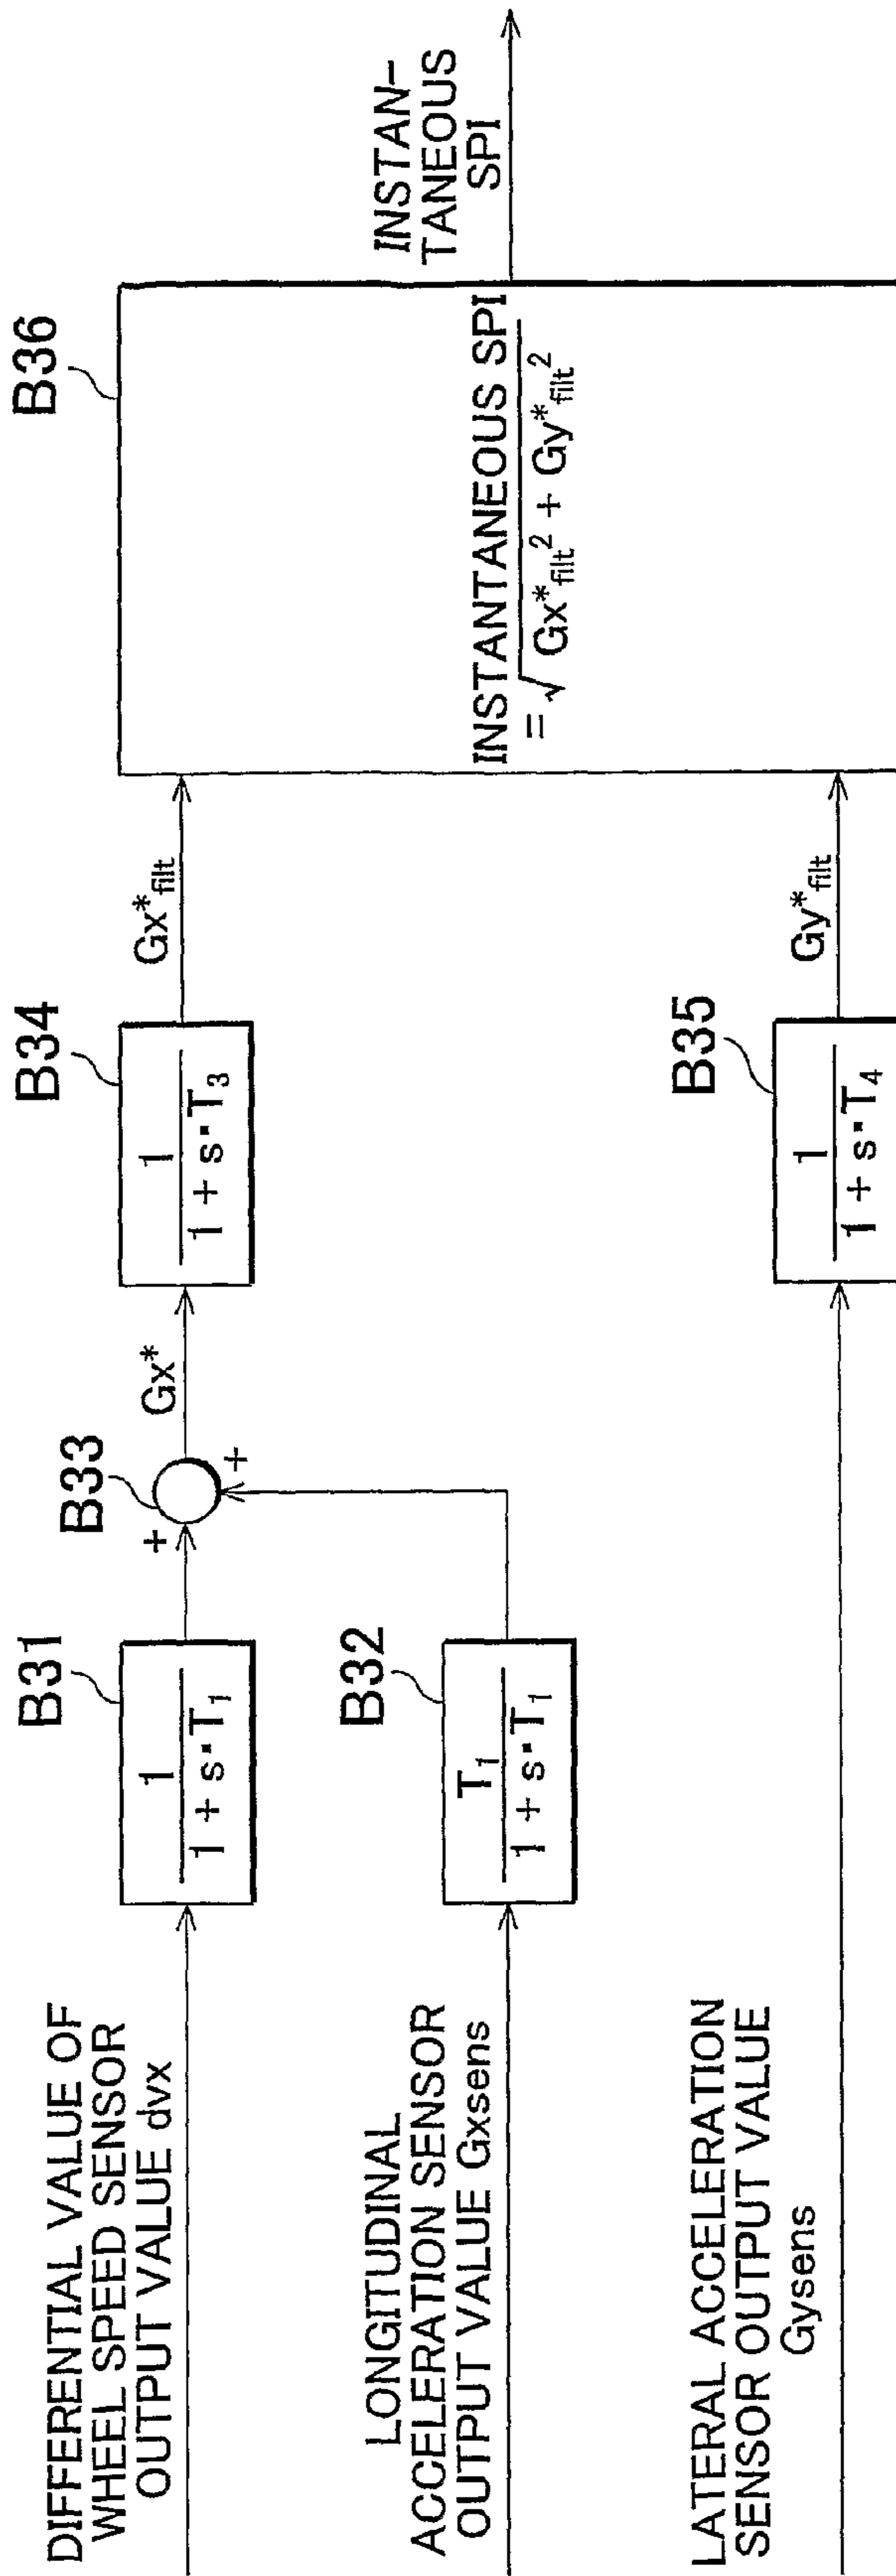 DIFFERENTIAL VALUE OF
WHEEL SPEED SENSOR
OUTPUT VALUE dvx
B31
1
1 + s·T₁
B33
+
+
Gx*
B34
1
1 + s·T₃
Gx*filt
B36
INSTANTANEOUS SPI
= √ Gx*filt² + Gy*filt²
INSTAN-
TANEOUS
SPI
LONGITUDINAL
ACCELERATION SENSOR
OUTPUT VALUE Gxsens
B32
T₁
1 + s·T₁
LATERAL ACCELERATION
SENSOR OUTPUT VALUE
Gysens
B35
1
1 + s·T₄
Gy*filt